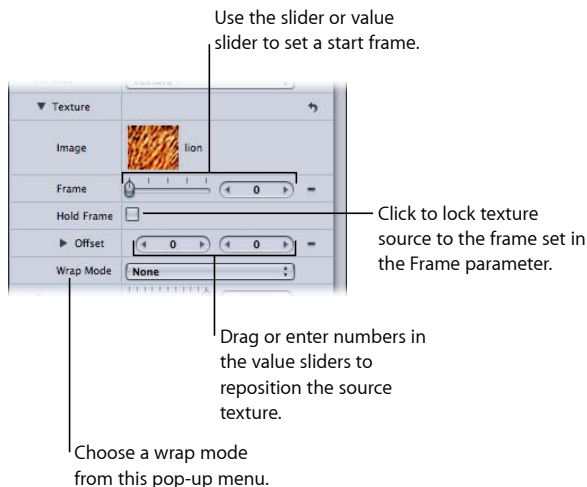 Use the slider or value
slider to set a start frame.
Texture
Image
lion
Frame
0
Hold Frame
Click to lock texture
source to the frame set in
the Frame parameter.
Offset
0
0
Wrap Mode
None
Drag or enter numbers in
the value sliders to
reposition the source
texture.
Choose a wrap mode
from this pop-up menu.